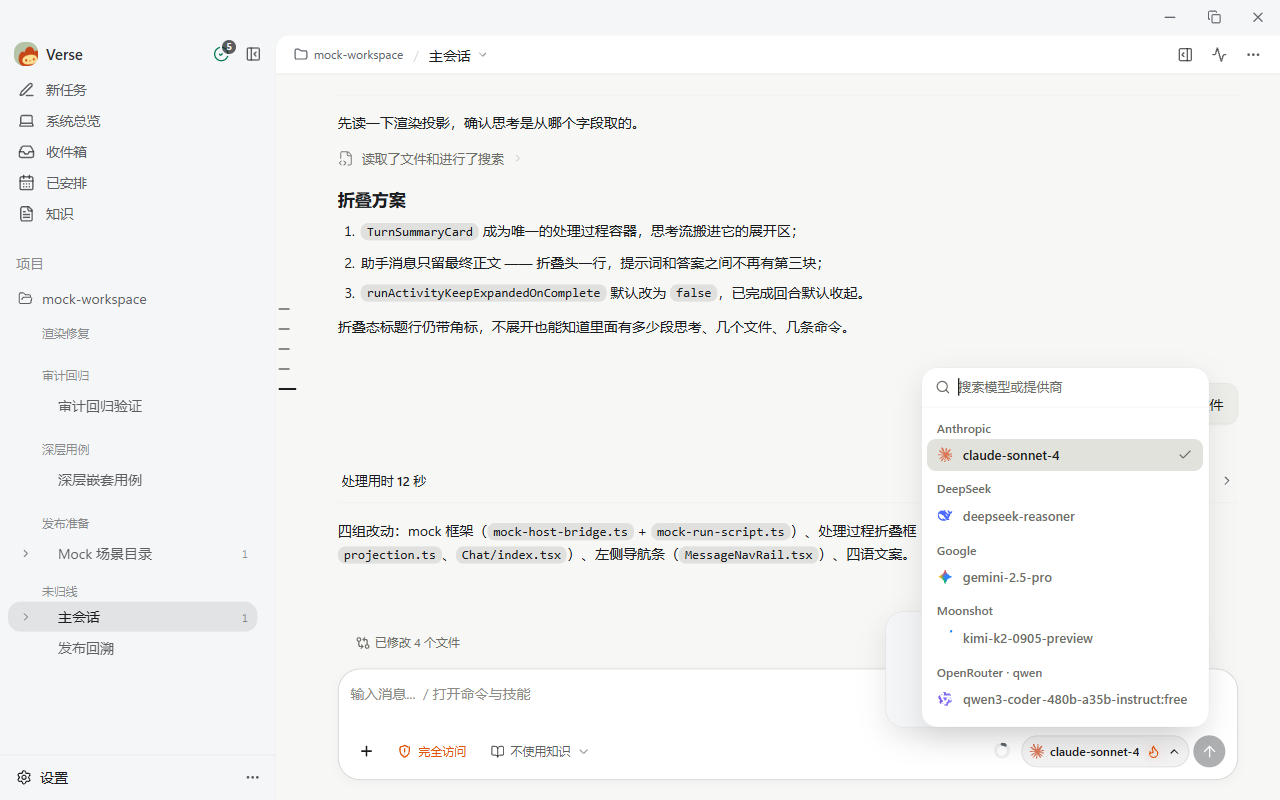 Verse
5
新任务
系统总览
收件箱
已安排
知识
项目
mock-workspace
渲染修复
审计回归
审计回归验证
深层用例
深层嵌套用例
发布准备
Mock 场景目录 1
未归线
主会话 1
发布回溯
设置
mock-workspace / 主会话
先读一下渲染投影，确认思考是从哪个字段取的。
读取了文件和进行了搜索
折叠方案
1. TurnSummaryCard 成为唯一的处理过程容器，思考流搬进它的展开区；
2. 助手消息只留最终正文 —— 折叠头一行，提示词和答案之间不再有第三块；
3. runActivityKeepExpandedOnComplete 默认改为 false，已完成回合默认收起。
折叠态标题行仍带角标，不展开也能知道里面有多少段思考、几个文件、几条命令。
件
处理用时 12 秒
四组改动：mock 框架（mock-host-bridge.ts + mock-run-script.ts）、处理过程折叠框
projection.ts、Chat/index.tsx）、左侧导航条（MessageNavRail.tsx）、四语文案。
已修改 4 个文件
输入消息... / 打开命令与技能
完全访问
不使用知识
claude-sonnet-4
搜索模型或提供商
Anthropic
claude-sonnet-4
DeepSeek
deepseek-reasoner
Google
gemini-2.5-pro
Moonshot
kimi-k2-0905-preview
OpenRouter · qwen
qwen3-coder-480b-a35b-instruct:free